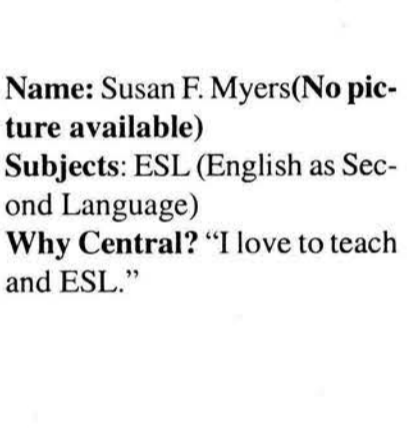 Name: Susan F. Myers(No pic-
ture available)
Subjects: ESL (English as Sec-
ond Language)
Why Central? “I love to teach
and ESL.”